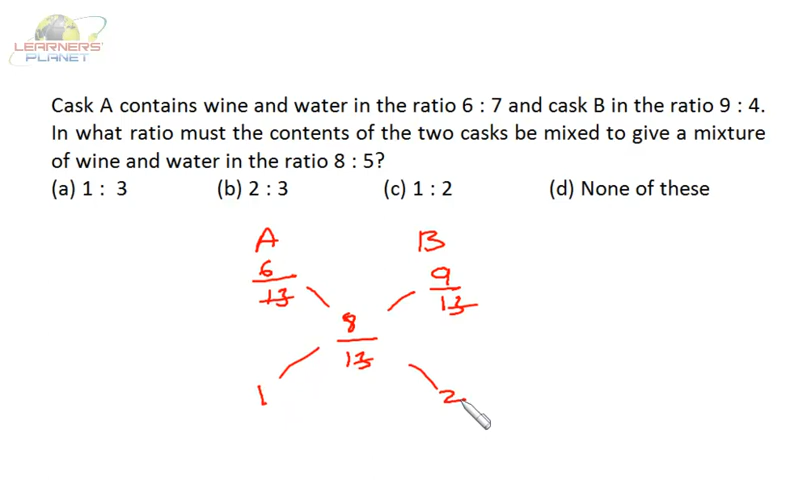 LEARNERS'
PLANET
Cask A contains wine and water in the ratio 6 : 7 and cask B in the ratio 9 : 4.
In what ratio must the contents of the two casks be mixed to give a mixture
of wine and water in the ratio 8 : 5?
(a) 1 : 3 (b) 2 : 3 (c) 1 : 2 (d) None of these
A B
6 9
13 13
8
13
1 2